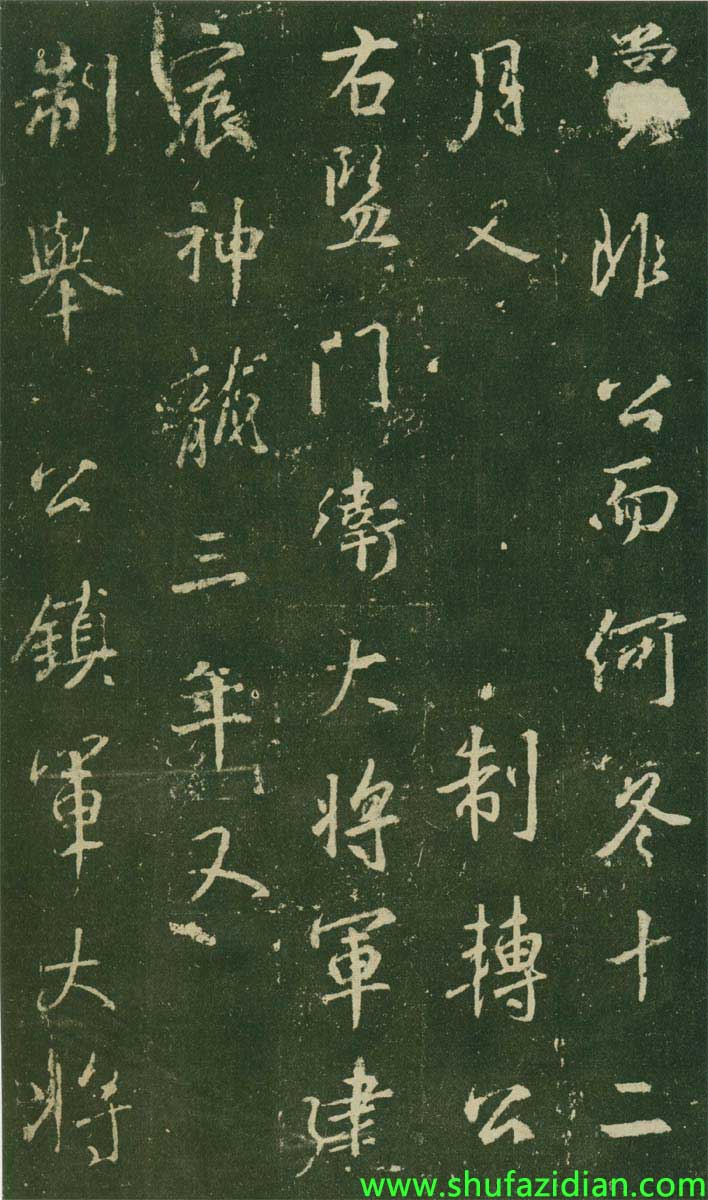 賞非公而何冬十二
月又 制轉公
右監門衛大將軍建
宸神龍三年又
制舉公鎮軍大將
www.shufazidian.com